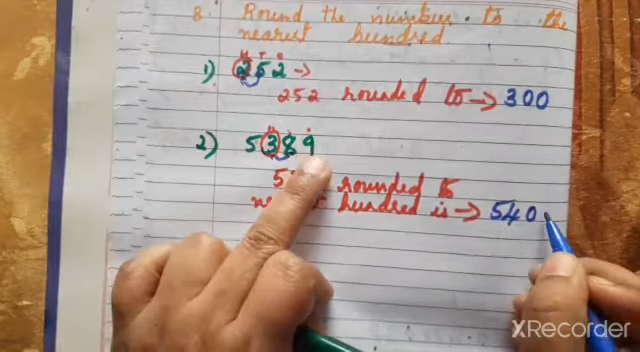 B. Round the numbers to the
nearest hundred
H T O
1) 252 →
252 rounded to → 300
H O
2) 5389
5 rounded to
hundred is → 540
XRecorder